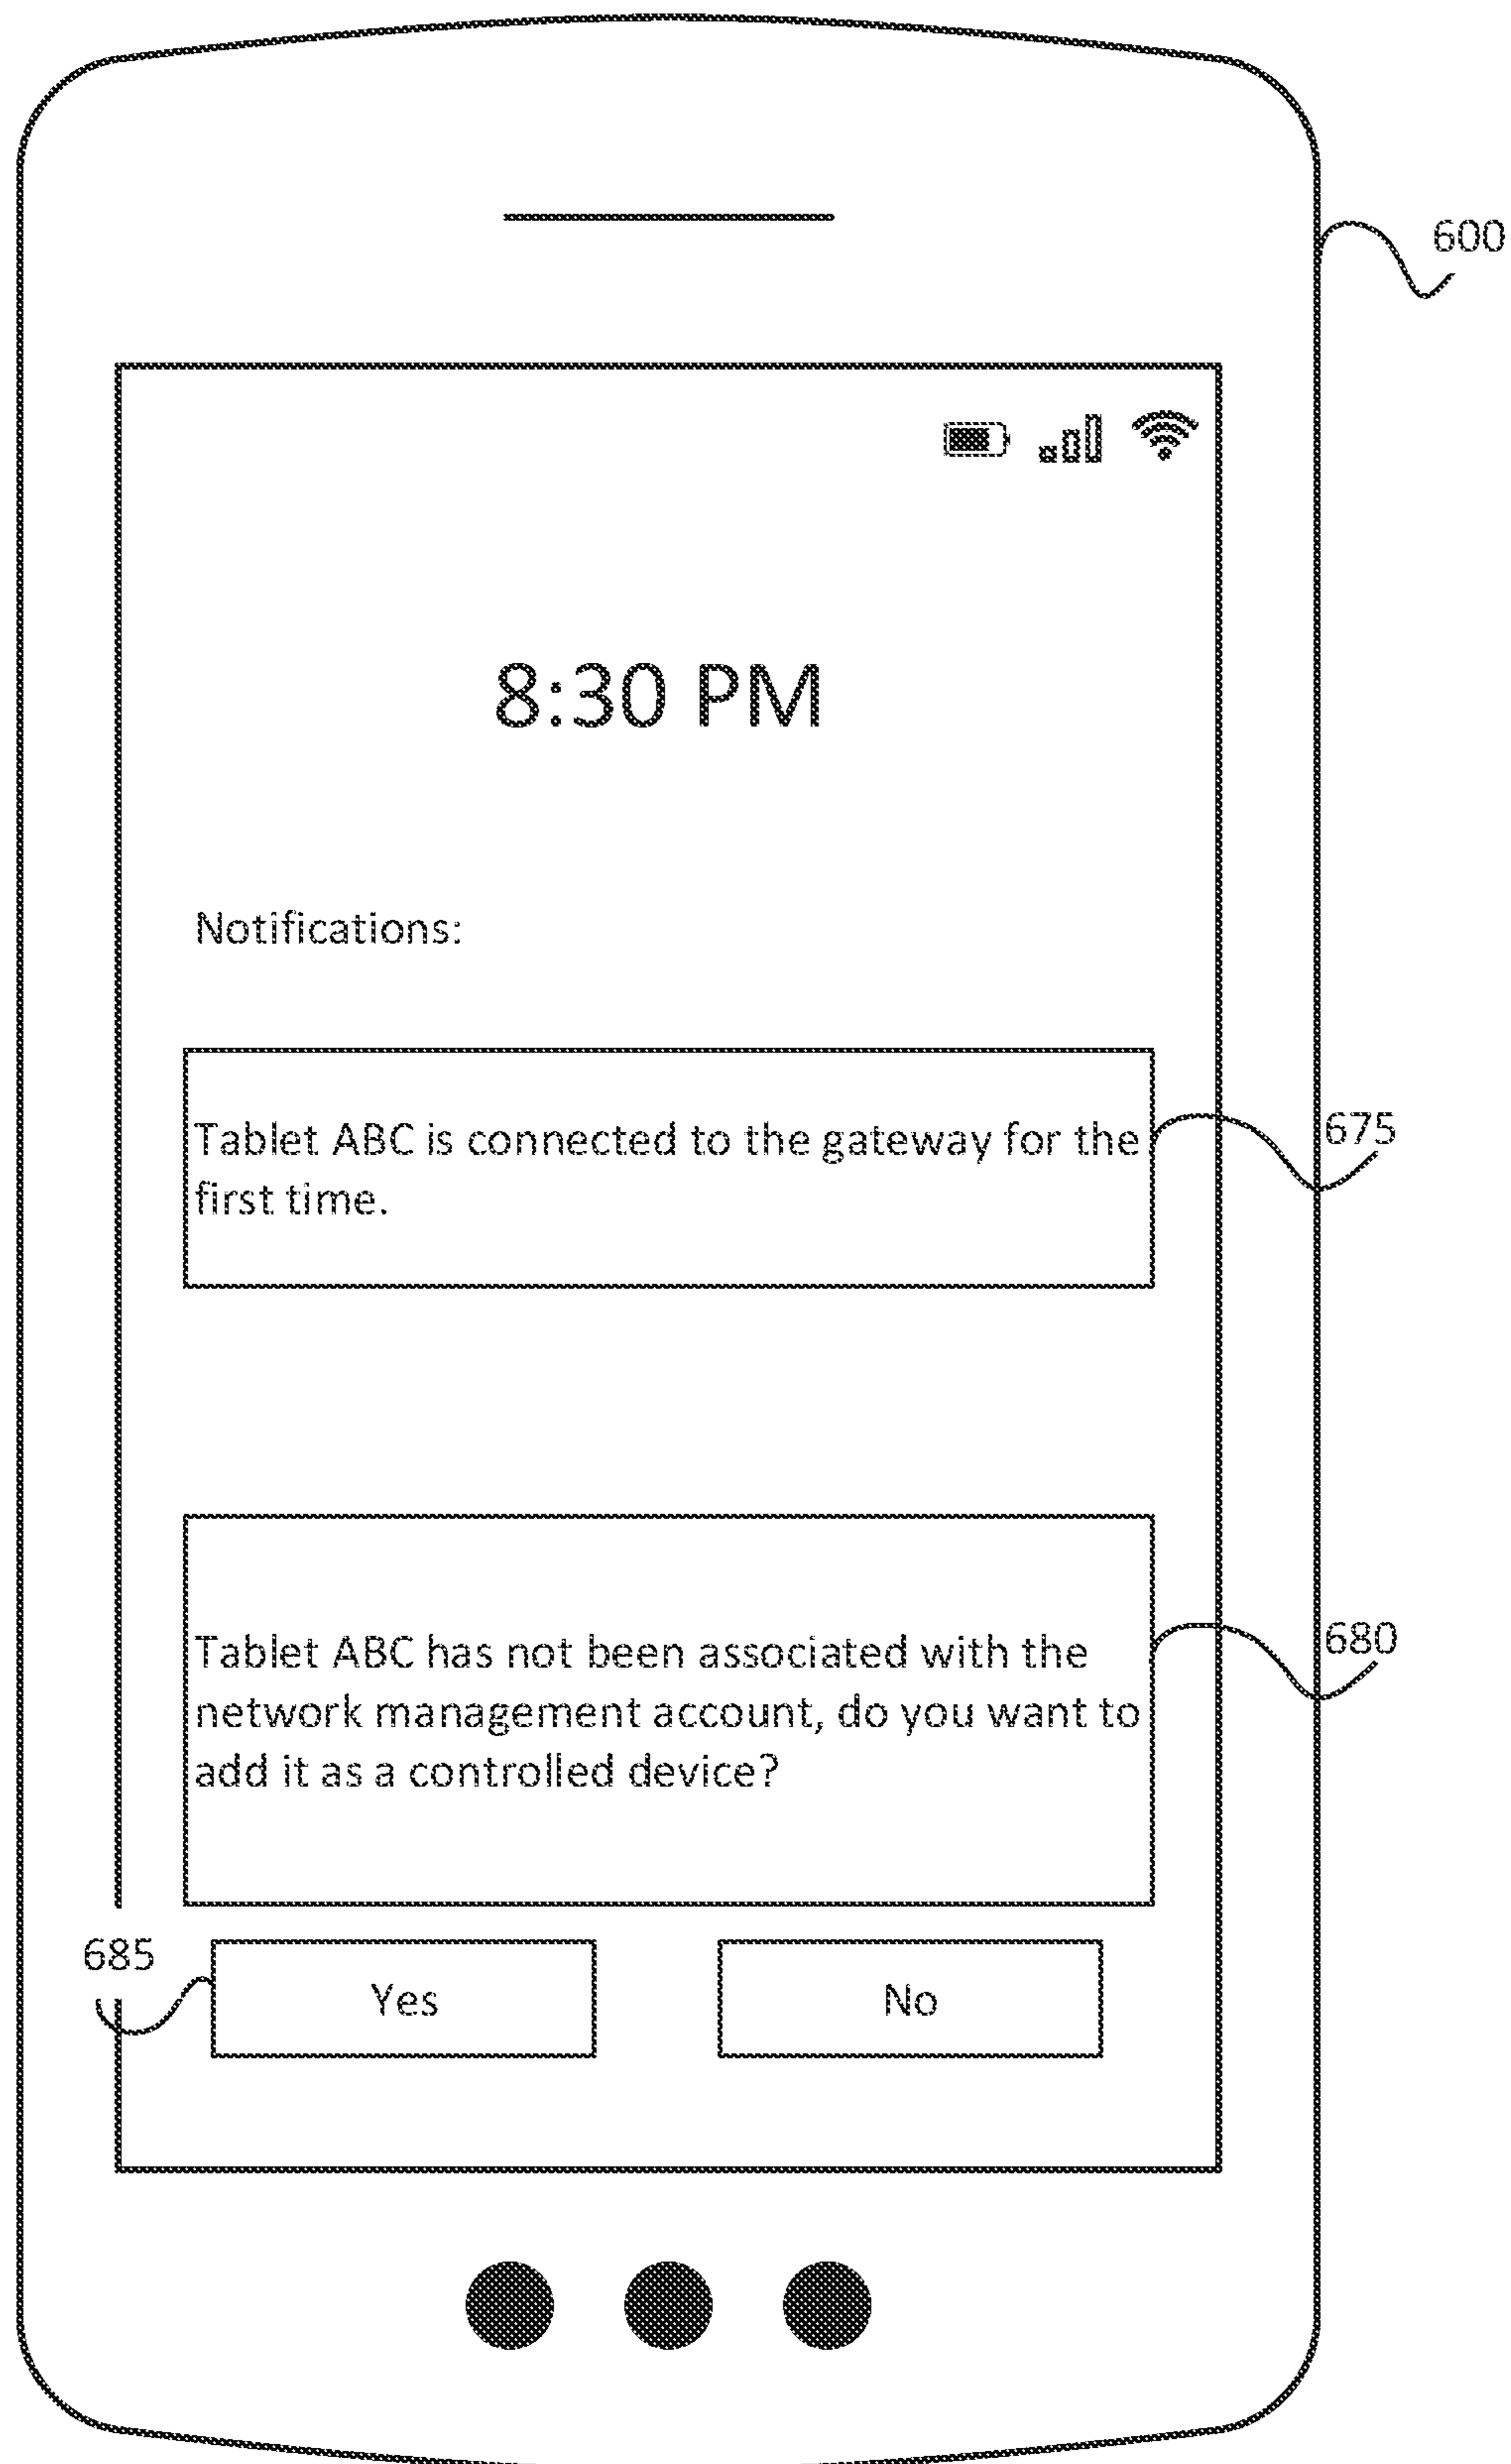 600
8:30 PM
Notifications:
Tablet ABC is connected to the gateway for the
first time.
675
Tablet ABC has not been associated with the
network management account, do you want to
add it as a controlled device?
680
685
Yes
No